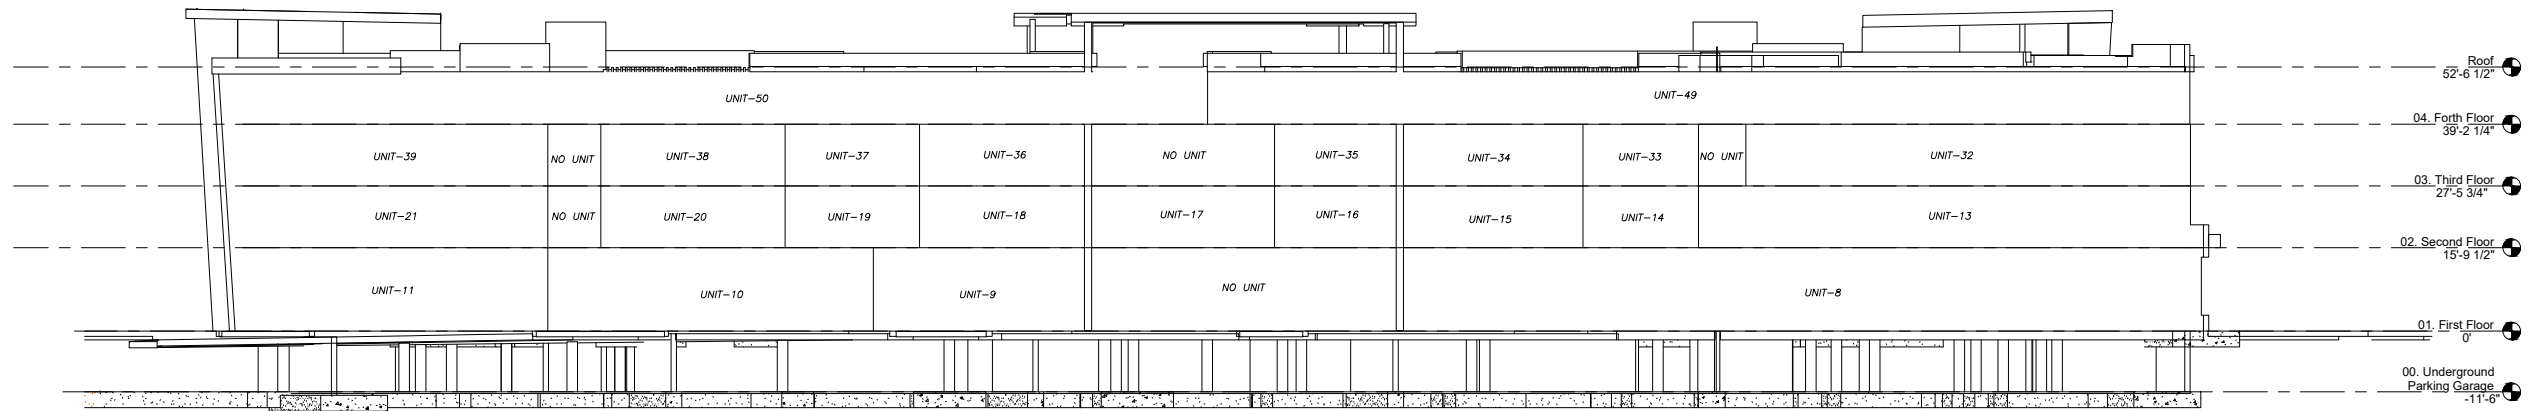 Roof
52'-6 1/2"
UNIT-50
UNIT-49
04. Forth Floor
39'-2 1/4"
UNIT-39
NO UNIT
UNIT-38
UNIT-37
UNIT-36
NO UNIT
UNIT-35
UNIT-34
UNIT-33
NO UNIT
UNIT-32
03. Third Floor
27'-5 3/4"
UNIT-21
NO UNIT
UNIT-20
UNIT-19
UNIT-18
UNIT-17
UNIT-16
UNIT-15
UNIT-14
UNIT-13
02. Second Floor
15'-9 1/2"
UNIT-11
UNIT-10
UNIT-9
NO UNIT
UNIT-8
01. First Floor
0'
00. Underground
Parking Garage
-11'-6"